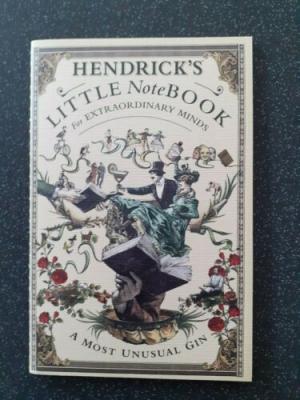 HENDRICK'S
LITTLE NoteBOOK
For EXTRAORDINARY MINDS
A MOST UNUSUAL GIN